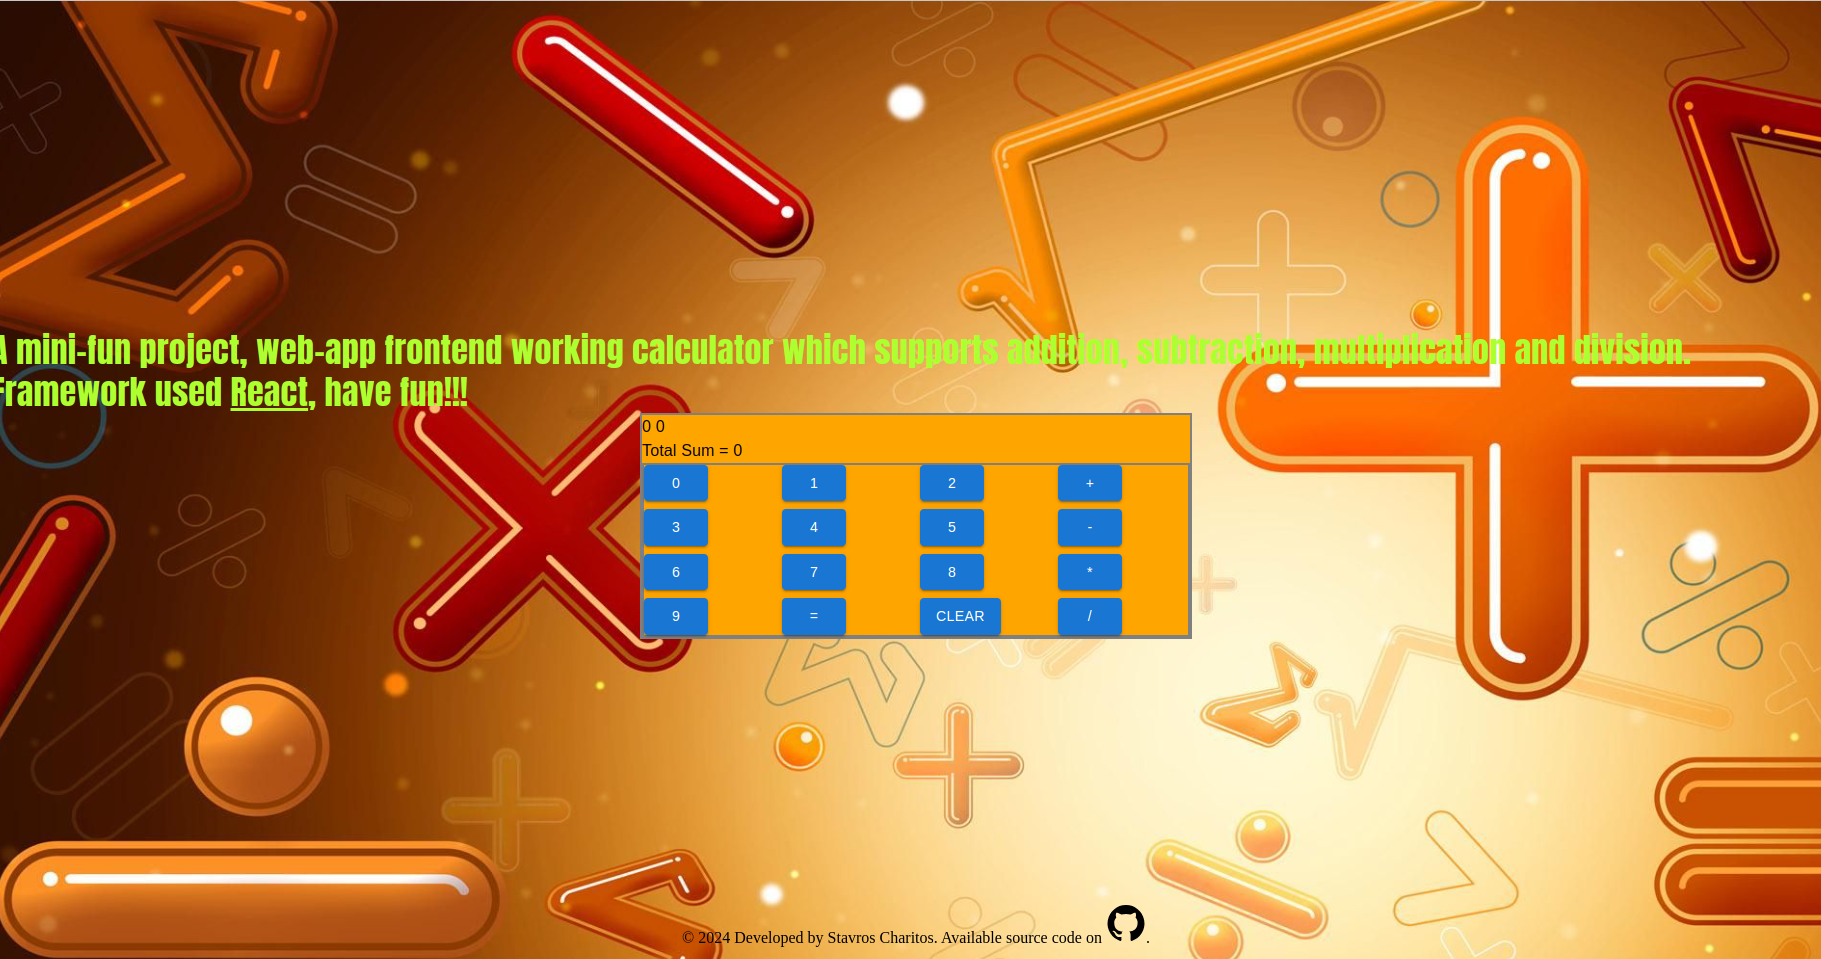 A mini-fun project, web-app frontend working calculator which supports addition, subtraction, multiplication and division.
Framework used React, have fun!!!
0 0
Total Sum = 0
0 1 2 +
3 4 5 -
6 7 8 *
9 = CLEAR /
© 2024 Developed by Stavros Charitos. Available source code on .